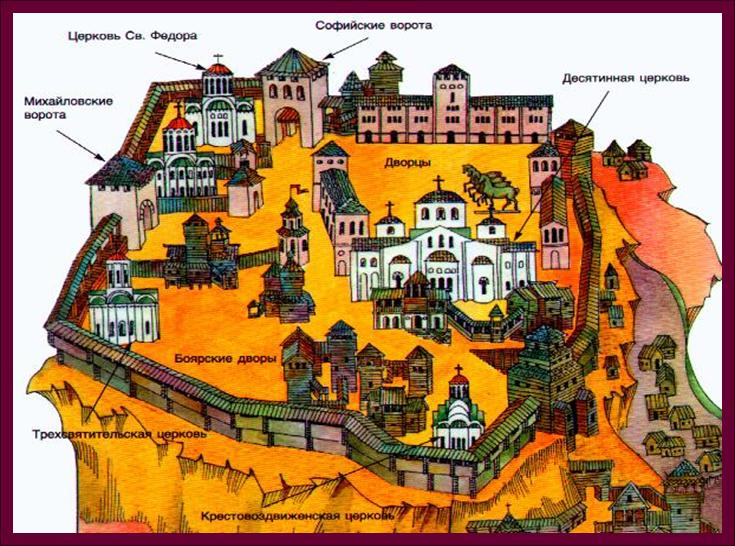 Софийские ворота
Церковь Св. Федора
Десятинная церковь
Михайловские
ворота
Дворцы
Боярские дворы
Трехсвятительская церковь
Крестовоздвиженская церковь